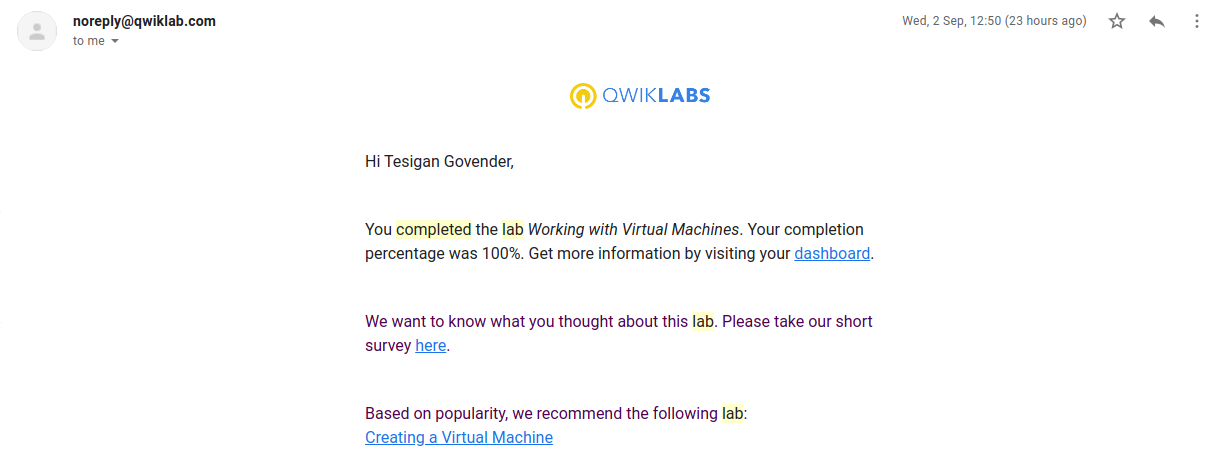 noreply@qwiklab.com
Wed, 2 Sep, 12:50 (23 hours ago)
to me
QWIKLABS
Hi Tesigan Govender,
You completed the lab Working with Virtual Machines. Your completion
percentage was 100%. Get more information by visiting your dashboard.
We want to know what you thought about this lab. Please take our short
survey here.
Based on popularity, we recommend the following lab:
Creating a Virtual Machine